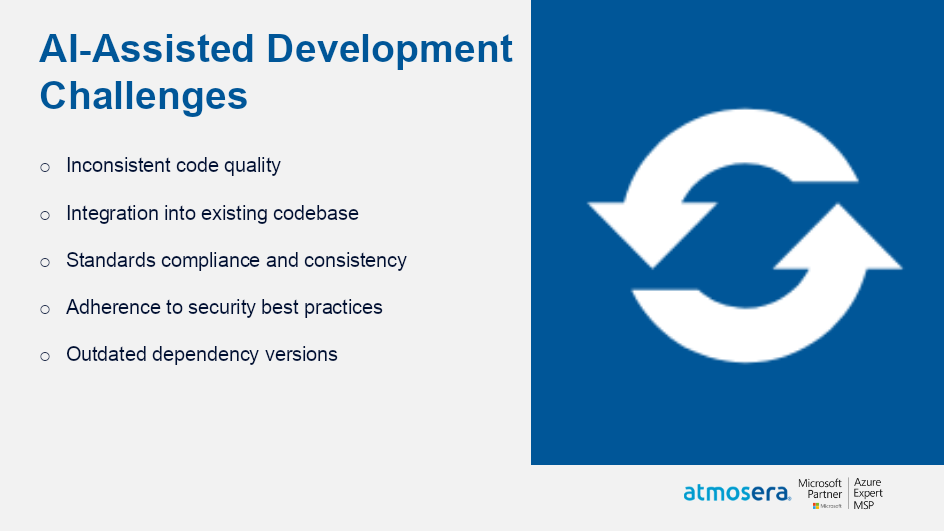 AI-Assisted Development
Challenges
Inconsistent code quality
Integration into existing codebase
Standards compliance and consistency
Adherence to security best practices
Outdated dependency versions
atmosera®
Microsoft
Partner
Microsoft
Azure
Expert
MSP